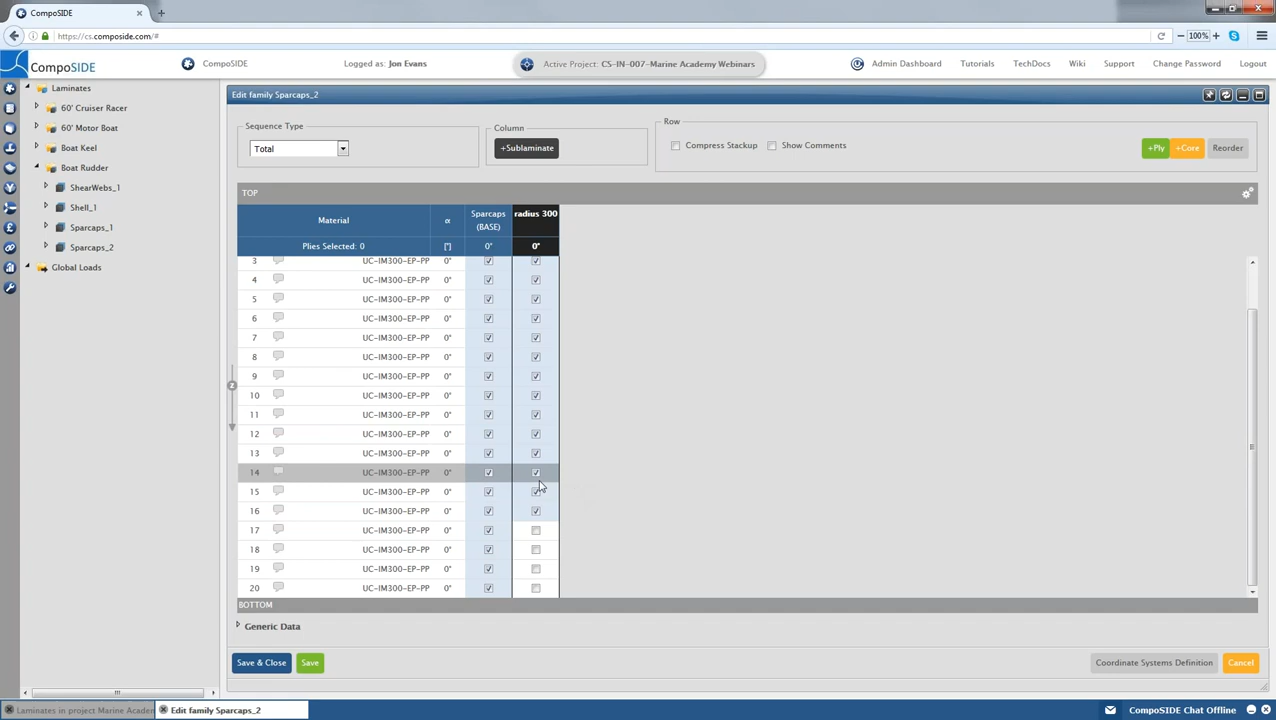 CompoSIDE
https://cs.composide.com/#
100%
CompoSIDE
CompoSIDE
Logged as: Jon Evans
Active Project: CS-IN-007-Marine Academy Webinars
Admin Dashboard
Tutorials
TechDocs
Wiki
Support
Change Password
Logout
Laminates
60' Cruiser Racer
60' Motor Boat
Boat Keel
Boat Rudder
ShearWebs_1
Shell_1
Sparcaps_1
Sparcaps_2
Global Loads
Edit family Sparcaps_2
Sequence Type
Total
Column
+Sublaminate
Row
Compress Stackup
Show Comments
+Ply
+Core
Reorder
TOP
Material α Sparcaps (BASE) radius 300
Plies Selected: 0 [°] 0° 0°
3 UC-IM300-EP-PP 0°
4 UC-IM300-EP-PP 0°
5 UC-IM300-EP-PP 0°
6 UC-IM300-EP-PP 0°
7 UC-IM300-EP-PP 0°
8 UC-IM300-EP-PP 0°
9 UC-IM300-EP-PP 0°
10 UC-IM300-EP-PP 0°
11 UC-IM300-EP-PP 0°
12 UC-IM300-EP-PP 0°
13 UC-IM300-EP-PP 0°
14 UC-IM300-EP-PP 0°
15 UC-IM300-EP-PP 0°
16 UC-IM300-EP-PP 0°
17 UC-IM300-EP-PP 0°
18 UC-IM300-EP-PP 0°
19 UC-IM300-EP-PP 0°
20 UC-IM300-EP-PP 0°
2
BOTTOM
Generic Data
Save & Close
Save
Coordinate Systems Definition
Cancel
Laminates in project Marine Acaden
Edit family Sparcaps_2
CompoSIDE Chat Offline